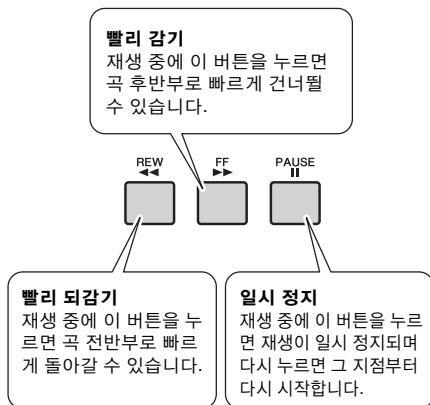 빨리 감기
재생 중에 이 버튼을 누르면
곡 후반부로 빠르게 건너뛸
수 있습니다.
REW
FF
PAUSE
빨리 되감기
재생 중에 이 버튼을 누
르면 곡 전반부로 빠르
게 돌아갈 수 있습니다.
일시 정지
재생 중에 이 버튼을 누르
면 재생이 일시 정지되며
다시 누르면 그 지점부터
다시 시작합니다.